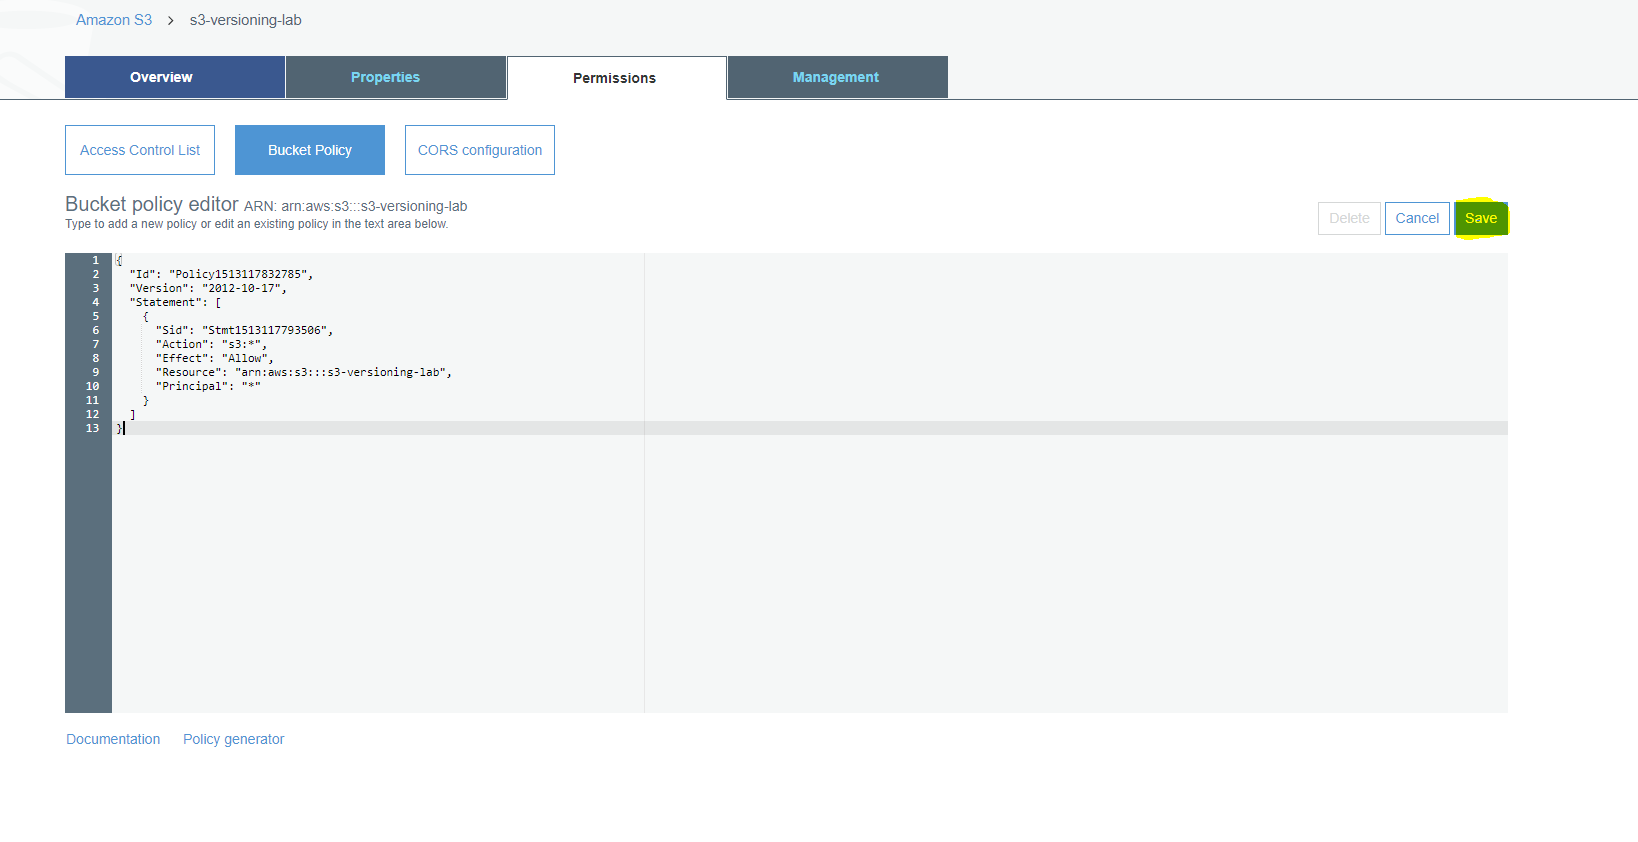 Amazon S3 > s3-versioning-lab
Overview Properties Permissions Management
Access Control List Bucket Policy CORS configuration
Bucket policy editor ARN: arn:aws:s3:::s3-versioning-lab
Type to add a new policy or edit an existing policy in the text area below.
Delete Cancel Save
1 {
2 "Id": "Policy1513117832785",
3 "Version": "2012-10-17",
4 "Statement": [
5 {
6 "Sid": "Stmt1513117793506",
7 "Action": "s3:*",
8 "Effect": "Allow",
9 "Resource": "arn:aws:s3:::s3-versioning-lab",
10 "Principal": "*"
11 }
12 ]
13 }
Documentation Policy generator